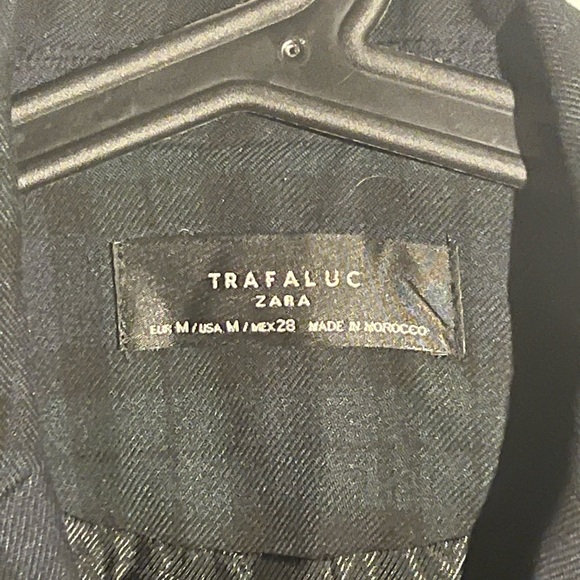 TRAFALUC
ZARA
EUR M / USA M / MEX 28 MADE IN MOROCCO